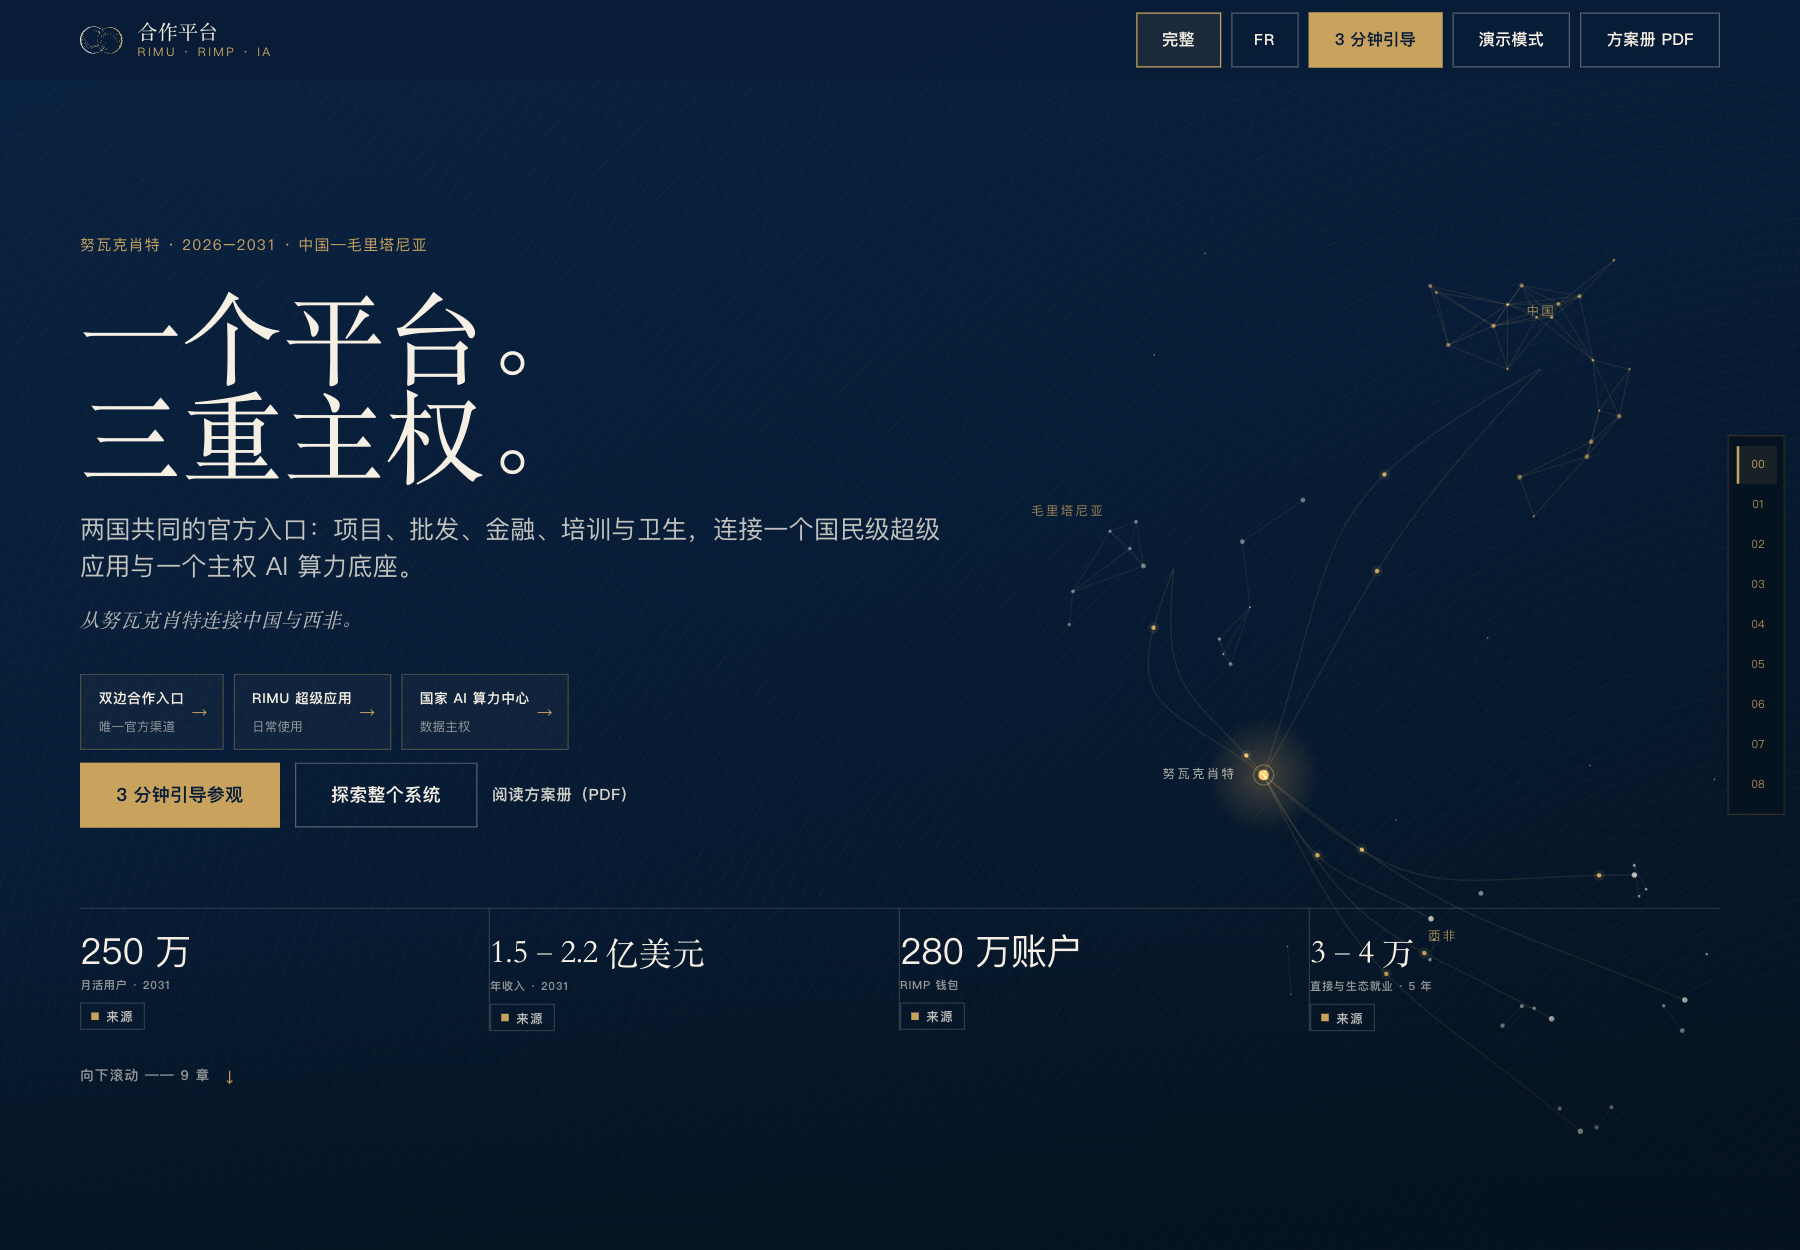 合作平台
RIMU · RIMP · IA
完整
FR
3 分钟引导
演示模式
方案册 PDF
努瓦克肖特 · 2026—2031 · 中国—毛里塔尼亚
一个平台。
三重主权。
两国共同的官方入口：项目、批发、金融、培训与卫生，连接一个国民级超级
应用与一个主权 AI 算力底座。
从努瓦克肖特连接中国与西非。
双边合作入口
唯一官方渠道
→
RIMU 超级应用
日常使用
→
国家 AI 算力中心
数据主权
→
3 分钟引导参观
探索整个系统
阅读方案册（PDF）
中国
毛里塔尼亚
努瓦克肖特
西非
00
01
02
03
04
05
06
07
08
250 万
月活用户 · 2031
来源
1.5 – 2.2 亿美元
年收入 · 2031
来源
280 万账户
RIMP 钱包
来源
3 – 4 万
直接与生态就业 · 5 年
来源
向下滚动 —— 9 章 ↓